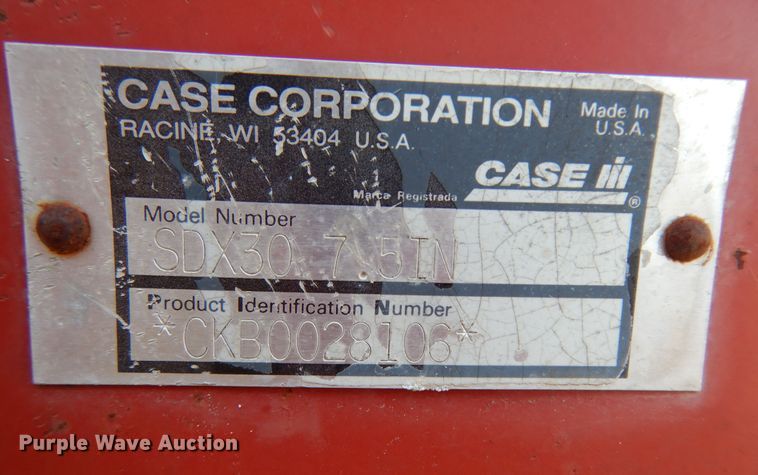 CASE CORPORATION
Made In
U.S.A.
RACINE, WI 53404 U.S.A.
CASE IH
®
Marca Registrada
Model Number
SDX30 7.5IN
Product Identification Number
*CKB0028106*
Purple Wave Auction